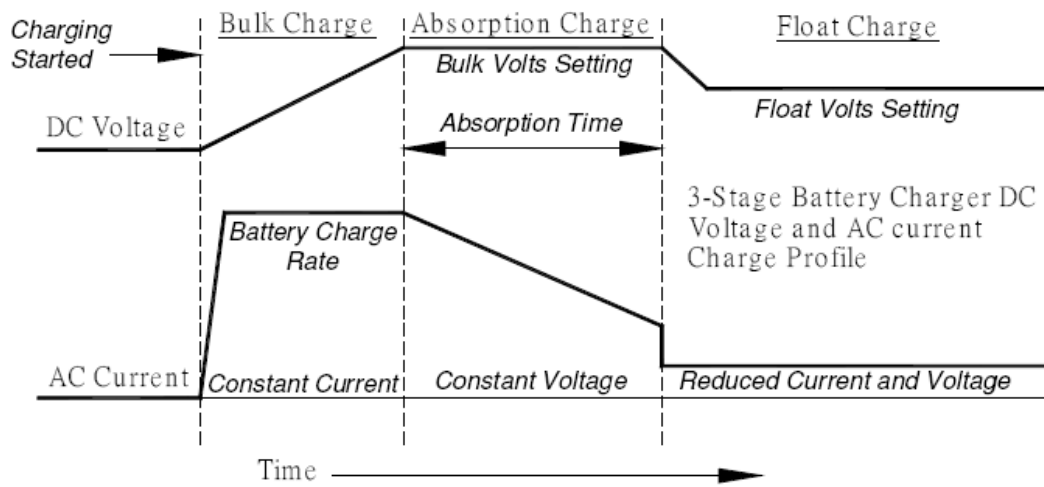 Charging
Started
Bulk Charge
Absorption Charge
Float Charge
Bulk Volts Setting
Float Volts Setting
DC Voltage
Absorption Time
3-Stage Battery Charger DC
Voltage and AC current
Charge Profile
Battery Charge
Rate
AC Current
Constant Current
Constant Voltage
Reduced Current and Voltage
Time